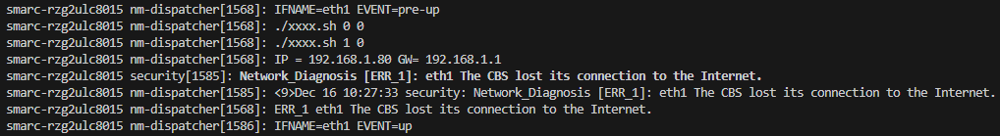 smarc-rzg2ulc8015 nm-dispatcher[1568]: IFNAME=eth1 EVENT=pre-up
smarc-rzg2ulc8015 nm-dispatcher[1568]: ./xxxx.sh 0 0
smarc-rzg2ulc8015 nm-dispatcher[1568]: ./xxxx.sh 1 0
smarc-rzg2ulc8015 nm-dispatcher[1568]: IP = 192.168.1.80 GW= 192.168.1.1
smarc-rzg2ulc8015 security[1585]: Network_Diagnosis [ERR_1]: eth1 The CBS lost its connection to the Internet.
smarc-rzg2ulc8015 nm-dispatcher[1585]: <9>Dec 16 10:27:33 security: Network_Diagnosis [ERR_1]: eth1 The CBS lost its connection to the Internet.
smarc-rzg2ulc8015 nm-dispatcher[1568]: ERR_1 eth1 The CBS lost its connection to the Internet.
smarc-rzg2ulc8015 nm-dispatcher[1586]: IFNAME=eth1 EVENT=up